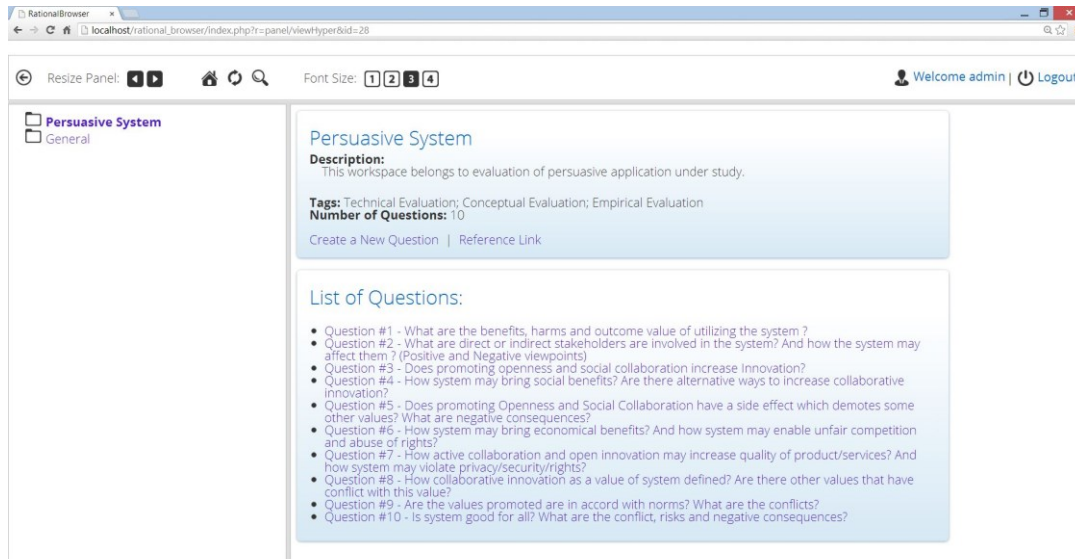 RationalBrowser
localhost/rational_browser/index.php?r=panel/viewHyper&id=28
Resize Panel:
Font Size: 1 2 3 4
Welcome admin | Logout
Persuasive System
General
Persuasive System
Description:
This workspace belongs to evaluation of persuasive application under study.
Tags: Technical Evaluation; Conceptual Evaluation; Empirical Evaluation
Number of Questions: 10
Create a New Question | Reference Link
List of Questions:
• Question #1 - What are the benefits, harms and outcome value of utilizing the system ?
• Question #2 - What are direct or indirect stakeholders are involved in the system? And how the system may
affect them ? (Positive and Negative viewpoints)
• Question #3 - Does promoting openness and social collaboration increase Innovation?
• Question #4 - How system may bring social benefits? Are there alternative ways to increase collaborative
innovation?
• Question #5 - Does promoting Openness and Social Collaboration have a side effect which demotes some
other values? What are negative consequences?
• Question #6 - How system may bring economical benefits? And how system may enable unfair competition
and abuse of rights?
• Question #7 - How active collaboration and open innovation may increase quality of product/services? And
how system may violate privacy/security/rights?
• Question #8 - How collaborative innovation as a value of system defined? Are there other values that have
conflict with this value?
• Question #9 - Are the values promoted are in accord with norms? What are the conflicts?
• Question #10 - Is system good for all? What are the conflict, risks and negative consequences?